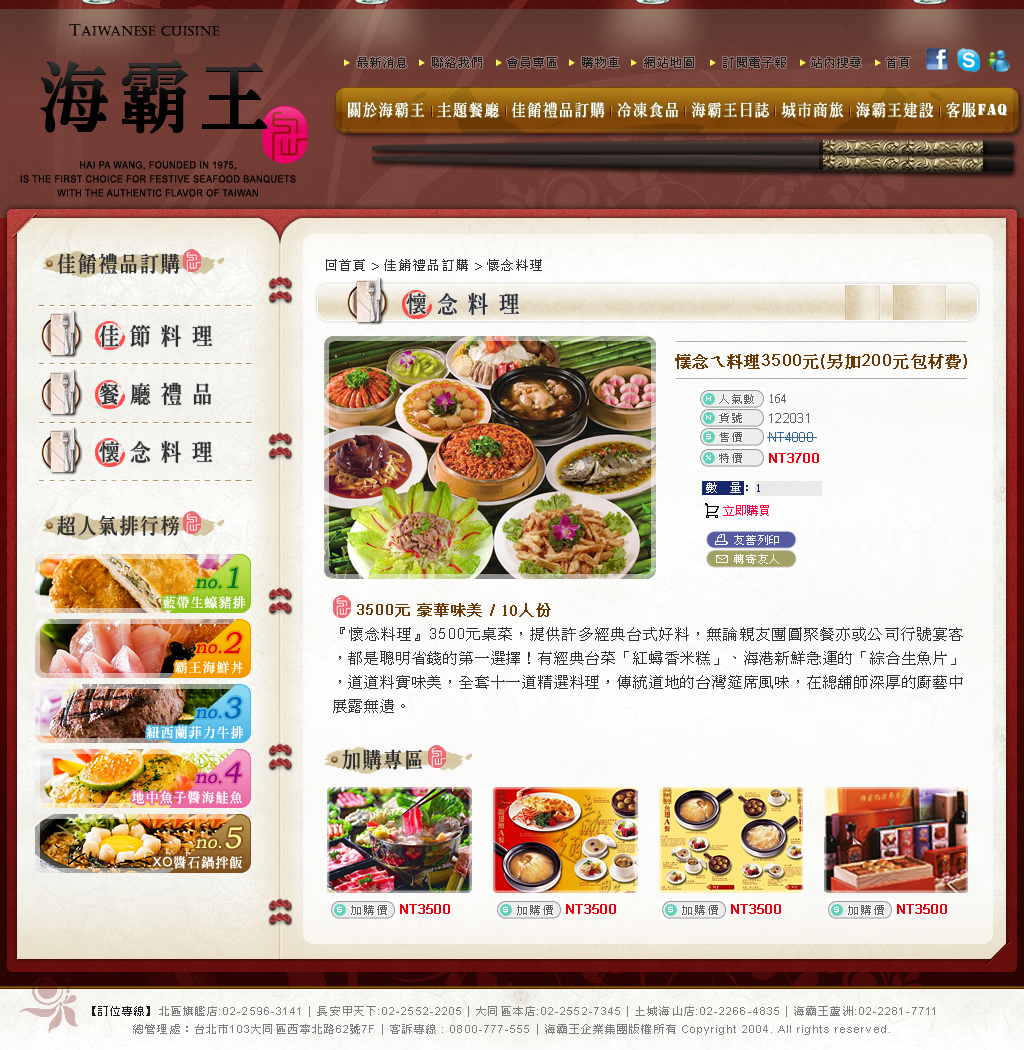 TAIWANESE CUISINE
海霸王
HAI PA WANG, FOUNDED IN 1975,
IS THE FIRST CHOICE FOR FESTIVE SEAFOOD BANQUETS
WITH THE AUTHENTIC FLAVOR OF TAIWAN
最新消息 聯絡我們 會員專區 購物車 網站地圖 訂閱電子報 站內搜尋 首頁
關於海霸王 主題餐廳 佳餚禮品訂購 冷凍食品 海霸王日誌 城市商旅 海霸王建設 客服FAQ
佳餚禮品訂購
佳節料理
餐廳禮品
懷念料理
超人氣排行榜
no.1
藍帶生蠔豬排
no.2
霸王海鮮丼
no.3
紐西蘭菲力牛排
no.4
地中魚子醬海鮭魚
no.5
XO醬石鍋拌飯
回首頁 > 佳餚禮品訂購 > 懷念料理
懷念料理
懷念ㄟ料理3500元(另加200元包材費)
人氣數 164
貨號 122031
售價 NT4000
特價 NT3700
數 量: 1
立即購買
友善列印
轉寄友人
3500元 豪華味美 / 10人份
『懷念料理』3500元桌菜，提供許多經典台式好料，無論親友團圓聚餐亦或公司行號宴客
，都是聰明省錢的第一選擇！有經典台菜「紅蟳香米糕」、海港新鮮急運的「綜合生魚片」
，道道料實味美，全套十一道精選料理，傳統道地的台灣筵席風味，在總舖師深厚的廚藝中
展露無遺。
加購專區
加購價 NT3500 加購價 NT3500 加購價 NT3500 加購價 NT3500
【訂位專線】北區旗艦店:02-2596-3141 | 長安甲天下:02-2552-2205 | 大同區本店:02-2552-7345 | 土城海山店:02-2266-4835 | 海霸王蘆洲:02-2281-7711
總管理處：台北市103大同區西寧北路62號7F | 客訴專線：0800-777-555 | 海霸王企業集團版權所有 Copyright 2004. All rights reserved.